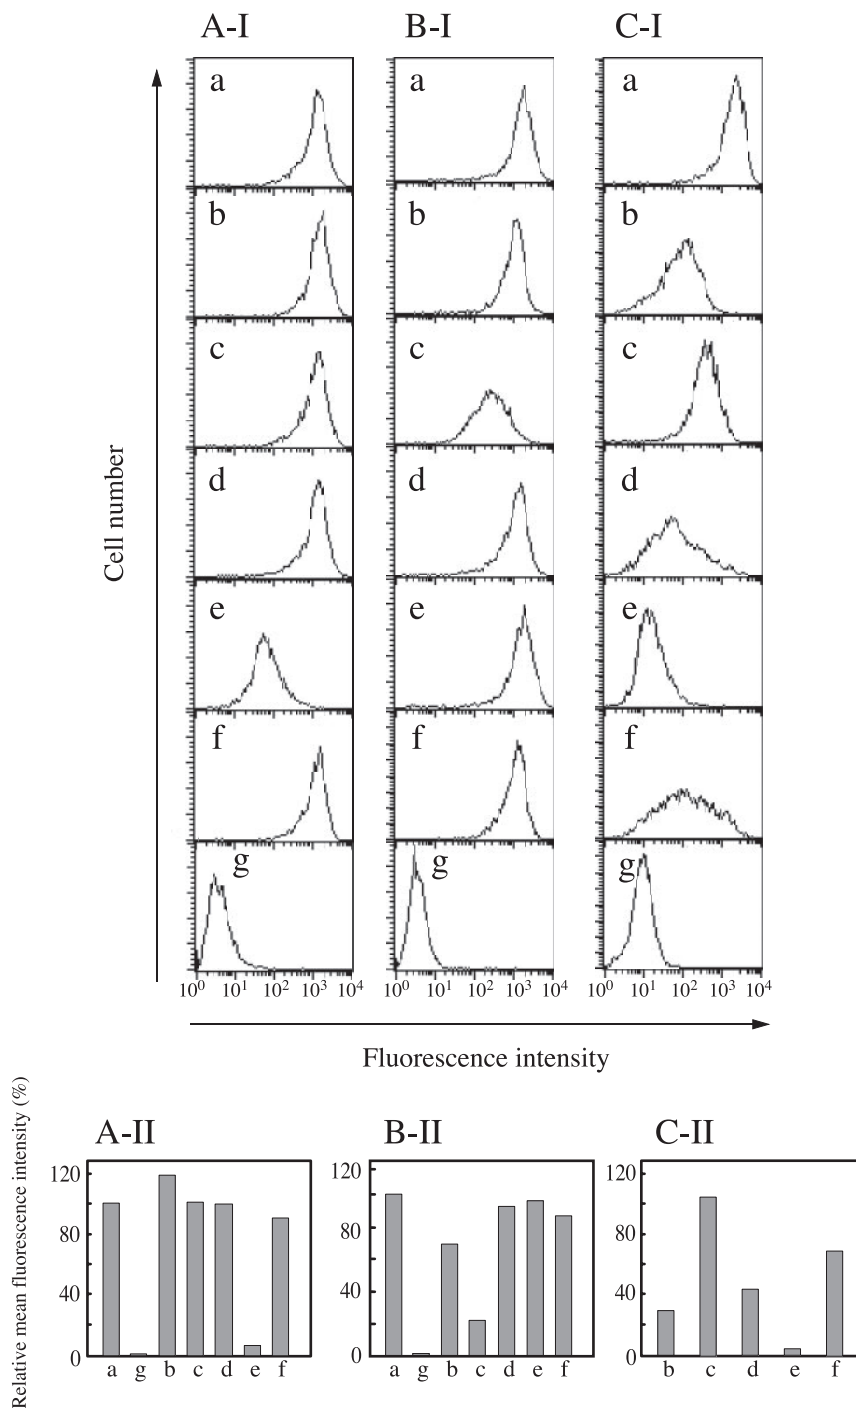 A-I B-I C-I
a a a
b b b
c c c
d d d
e e e
f f f
g g g
Cell number
10⁰ 10¹ 10² 10³ 10⁴ 10⁰ 10¹ 10² 10³ 10⁴ 10⁰ 10¹ 10² 10³ 10⁴
Fluorescence intensity
Relative mean fluorescence intensity (%)
A-II B-II C-II
120 120 120
80 80 80
40 40 40
0 0 0
a g b c d e f a g b c d e f b c d e f